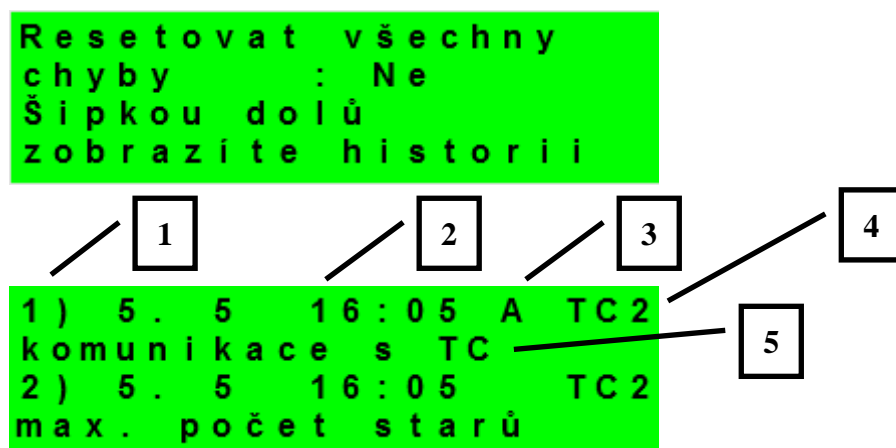 Resetovat všechny
chyby : Ne
Šipkou dolů
zobrazíte historii
1 2 3 4
1) 5. 5 16:05 A TC2
komunikace s TC
5
2) 5. 5 16:05 TC2
max. počet starů